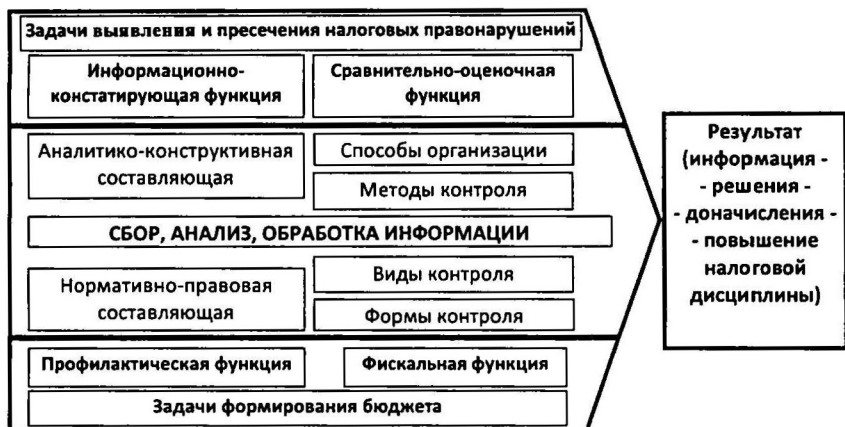 Задачи выявления и пресечения налоговых правонарушений
Информационно-
констатирующая функция
Сравнительно-оценочная
функция
Аналитико-конструктивная
составляющая
Способы организации
Методы контроля
СБОР, АНАЛИЗ, ОБРАБОТКА ИНФОРМАЦИИ
Нормативно-правовая
составляющая
Виды контроля
Формы контроля
Профилактическая функция
Фискальная функция
Задачи формирования бюджета
Результат
(информация -
- решения -
- доначисления -
- повышение
налоговой
дисциплины)